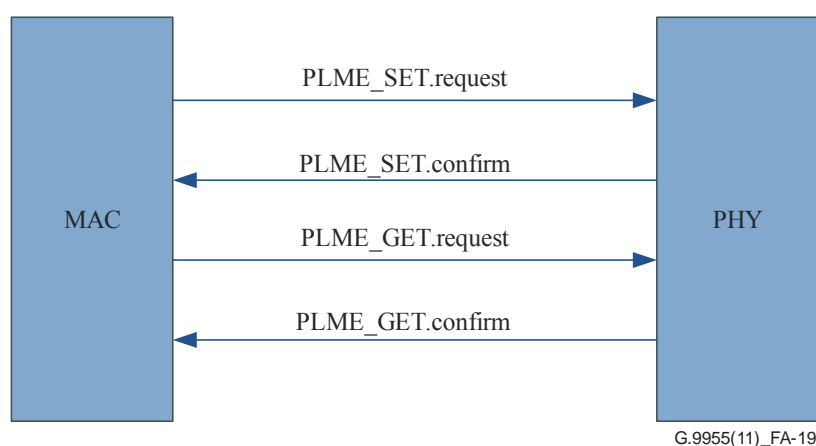 PLME_SET.request
PLME_SET.confirm
MAC
PHY
PLME_GET.request
PLME_GET.confirm
G.9955(11)_FA-19